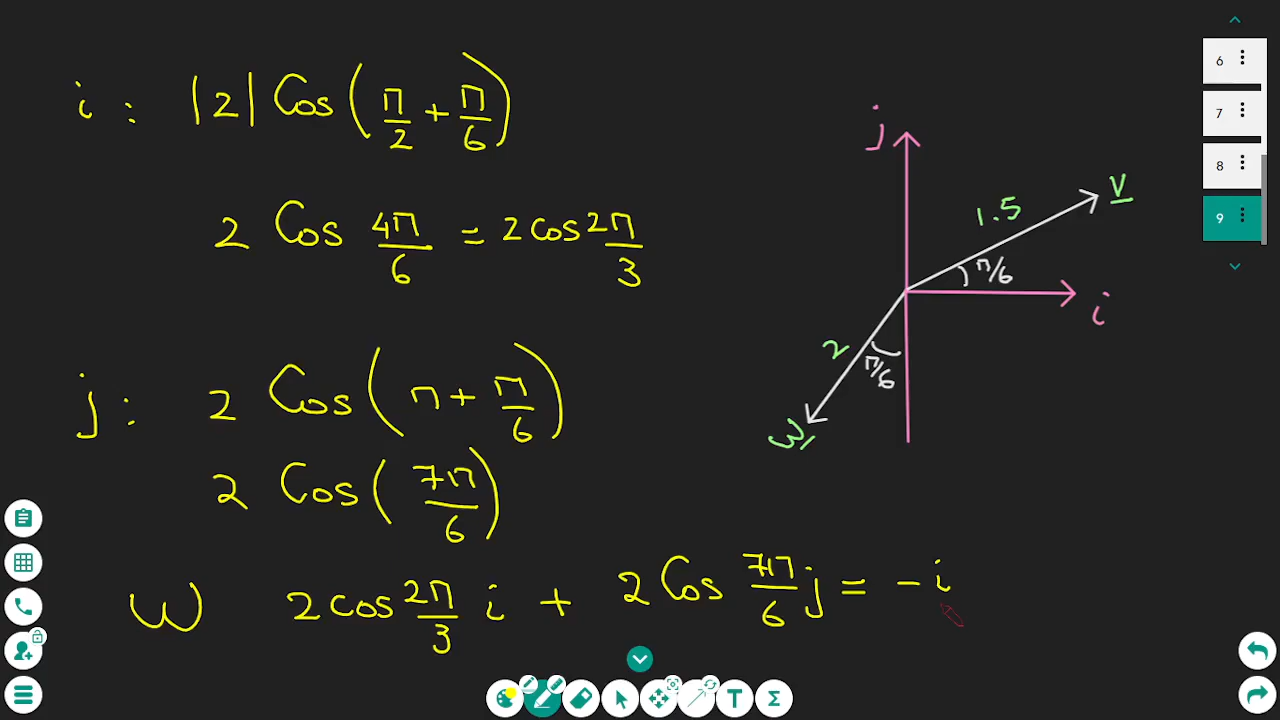 i : |2| Cos (π/2 + π/6)
2 Cos 4π/6 = 2 cos 2π/3
j : 2 Cos (π + π/6)
2 Cos (7π/6)
W 2 cos 2π/3 i + 2 Cos 7π/6 j = - i
j
1.5
V
π/6
i
2
π/6
W
6
7
8
9
T
Σ